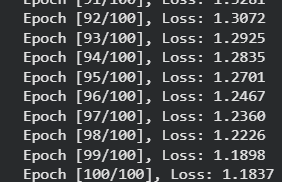 Epoch [91/100], Loss: 1.3281
Epoch [92/100], Loss: 1.3072
Epoch [93/100], Loss: 1.2925
Epoch [94/100], Loss: 1.2835
Epoch [95/100], Loss: 1.2701
Epoch [96/100], Loss: 1.2467
Epoch [97/100], Loss: 1.2360
Epoch [98/100], Loss: 1.2226
Epoch [99/100], Loss: 1.1898
Epoch [100/100], Loss: 1.1837